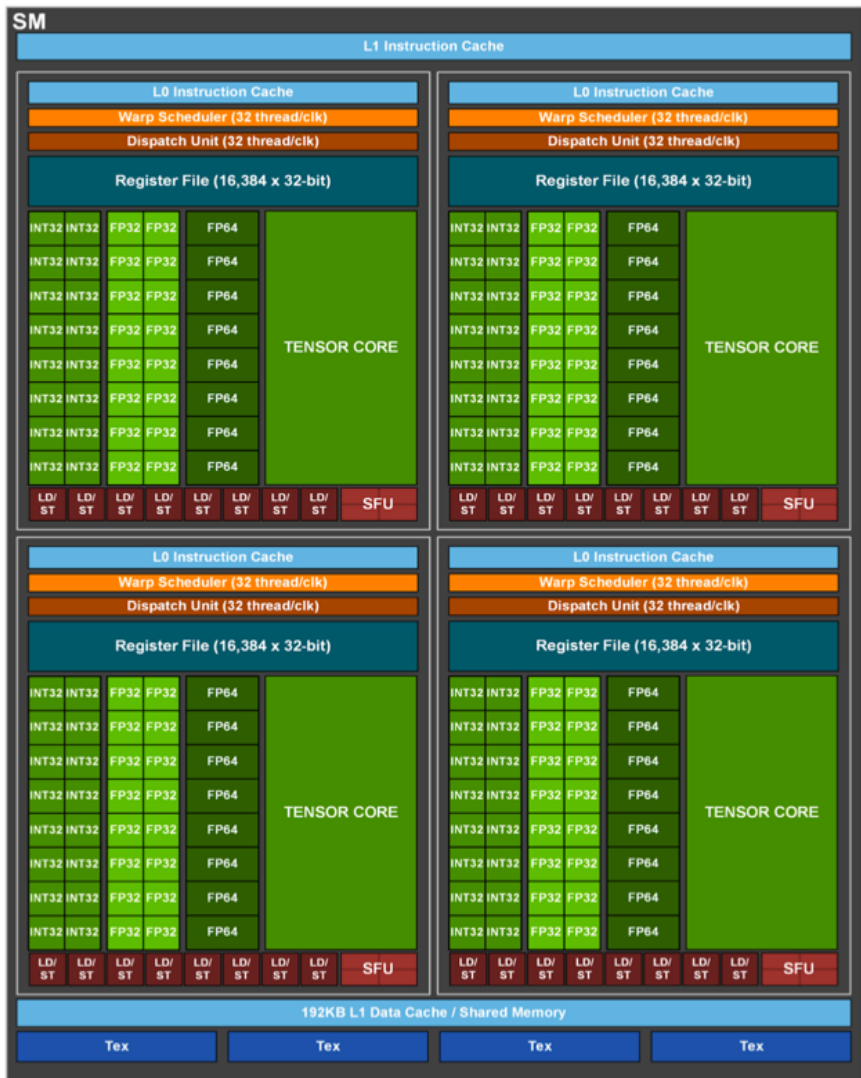 SM
L1 Instruction Cache
L0 Instruction Cache
Warp Scheduler (32 thread/clk)
Dispatch Unit (32 thread/clk)
Register File (16,384 x 32-bit)
INT32 INT32 FP32 FP32 FP64
INT32 INT32 FP32 FP32 FP64
INT32 INT32 FP32 FP32 FP64
INT32 INT32 FP32 FP32 FP64
INT32 INT32 FP32 FP32 FP64
INT32 INT32 FP32 FP32 FP64
INT32 INT32 FP32 FP32 FP64
INT32 INT32 FP32 FP32 FP64
TENSOR CORE
LD/ LD/ LD/ LD/ LD/ LD/ LD/ LD/
ST ST ST ST ST ST ST ST
SFU
L0 Instruction Cache
Warp Scheduler (32 thread/clk)
Dispatch Unit (32 thread/clk)
Register File (16,384 x 32-bit)
INT32 INT32 FP32 FP32 FP64
INT32 INT32 FP32 FP32 FP64
INT32 INT32 FP32 FP32 FP64
INT32 INT32 FP32 FP32 FP64
INT32 INT32 FP32 FP32 FP64
INT32 INT32 FP32 FP32 FP64
INT32 INT32 FP32 FP32 FP64
INT32 INT32 FP32 FP32 FP64
TENSOR CORE
LD/ LD/ LD/ LD/ LD/ LD/ LD/ LD/
ST ST ST ST ST ST ST ST
SFU
L0 Instruction Cache
Warp Scheduler (32 thread/clk)
Dispatch Unit (32 thread/clk)
Register File (16,384 x 32-bit)
INT32 INT32 FP32 FP32 FP64
INT32 INT32 FP32 FP32 FP64
INT32 INT32 FP32 FP32 FP64
INT32 INT32 FP32 FP32 FP64
INT32 INT32 FP32 FP32 FP64
INT32 INT32 FP32 FP32 FP64
INT32 INT32 FP32 FP32 FP64
INT32 INT32 FP32 FP32 FP64
TENSOR CORE
LD/ LD/ LD/ LD/ LD/ LD/ LD/ LD/
ST ST ST ST ST ST ST ST
SFU
L0 Instruction Cache
Warp Scheduler (32 thread/clk)
Dispatch Unit (32 thread/clk)
Register File (16,384 x 32-bit)
INT32 INT32 FP32 FP32 FP64
INT32 INT32 FP32 FP32 FP64
INT32 INT32 FP32 FP32 FP64
INT32 INT32 FP32 FP32 FP64
INT32 INT32 FP32 FP32 FP64
INT32 INT32 FP32 FP32 FP64
INT32 INT32 FP32 FP32 FP64
INT32 INT32 FP32 FP32 FP64
TENSOR CORE
LD/ LD/ LD/ LD/ LD/ LD/ LD/ LD/
ST ST ST ST ST ST ST ST
SFU
192KB L1 Data Cache / Shared Memory
Tex Tex Tex Tex